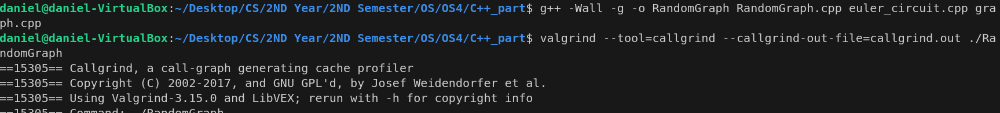 daniel@daniel-VirtualBox:~/Desktop/CS/2ND Year/2ND Semester/OS/OS4/C++_part$ g++ -Wall -g -o RandomGraph RandomGraph.cpp euler_circuit.cpp gra
ph.cpp
daniel@daniel-VirtualBox:~/Desktop/CS/2ND Year/2ND Semester/OS/OS4/C++_part$ valgrind --tool=callgrind --callgrind-out-file=callgrind.out ./Ra
ndomGraph
==15305== Callgrind, a call-graph generating cache profiler
==15305== Copyright (C) 2002-2017, and GNU GPL'd, by Josef Weidendorfer et al.
==15305== Using Valgrind-3.15.0 and LibVEX; rerun with -h for copyright info
==15305== Command: ./RandomGraph